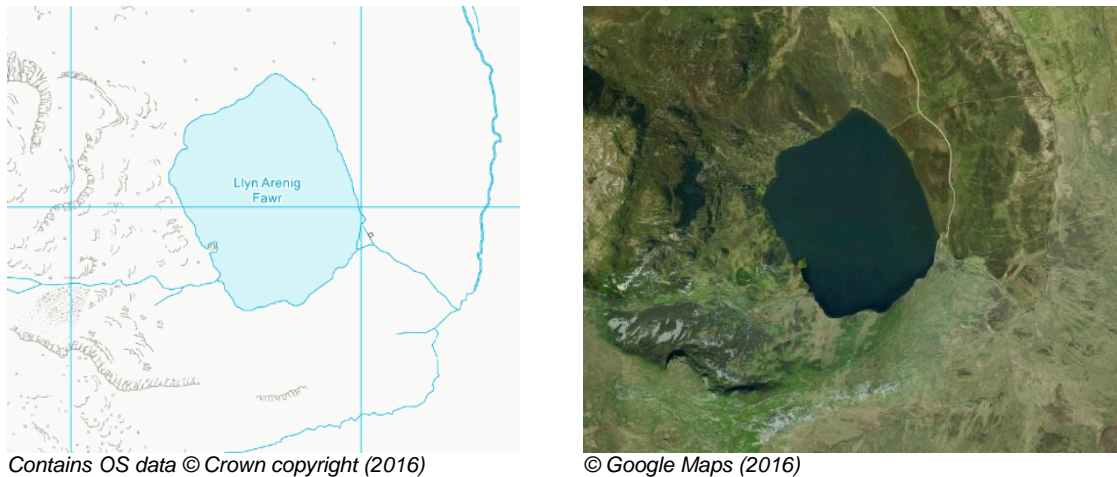 Llyn Arenig
Fawr
Contains OS data © Crown copyright (2016)
© Google Maps (2016)